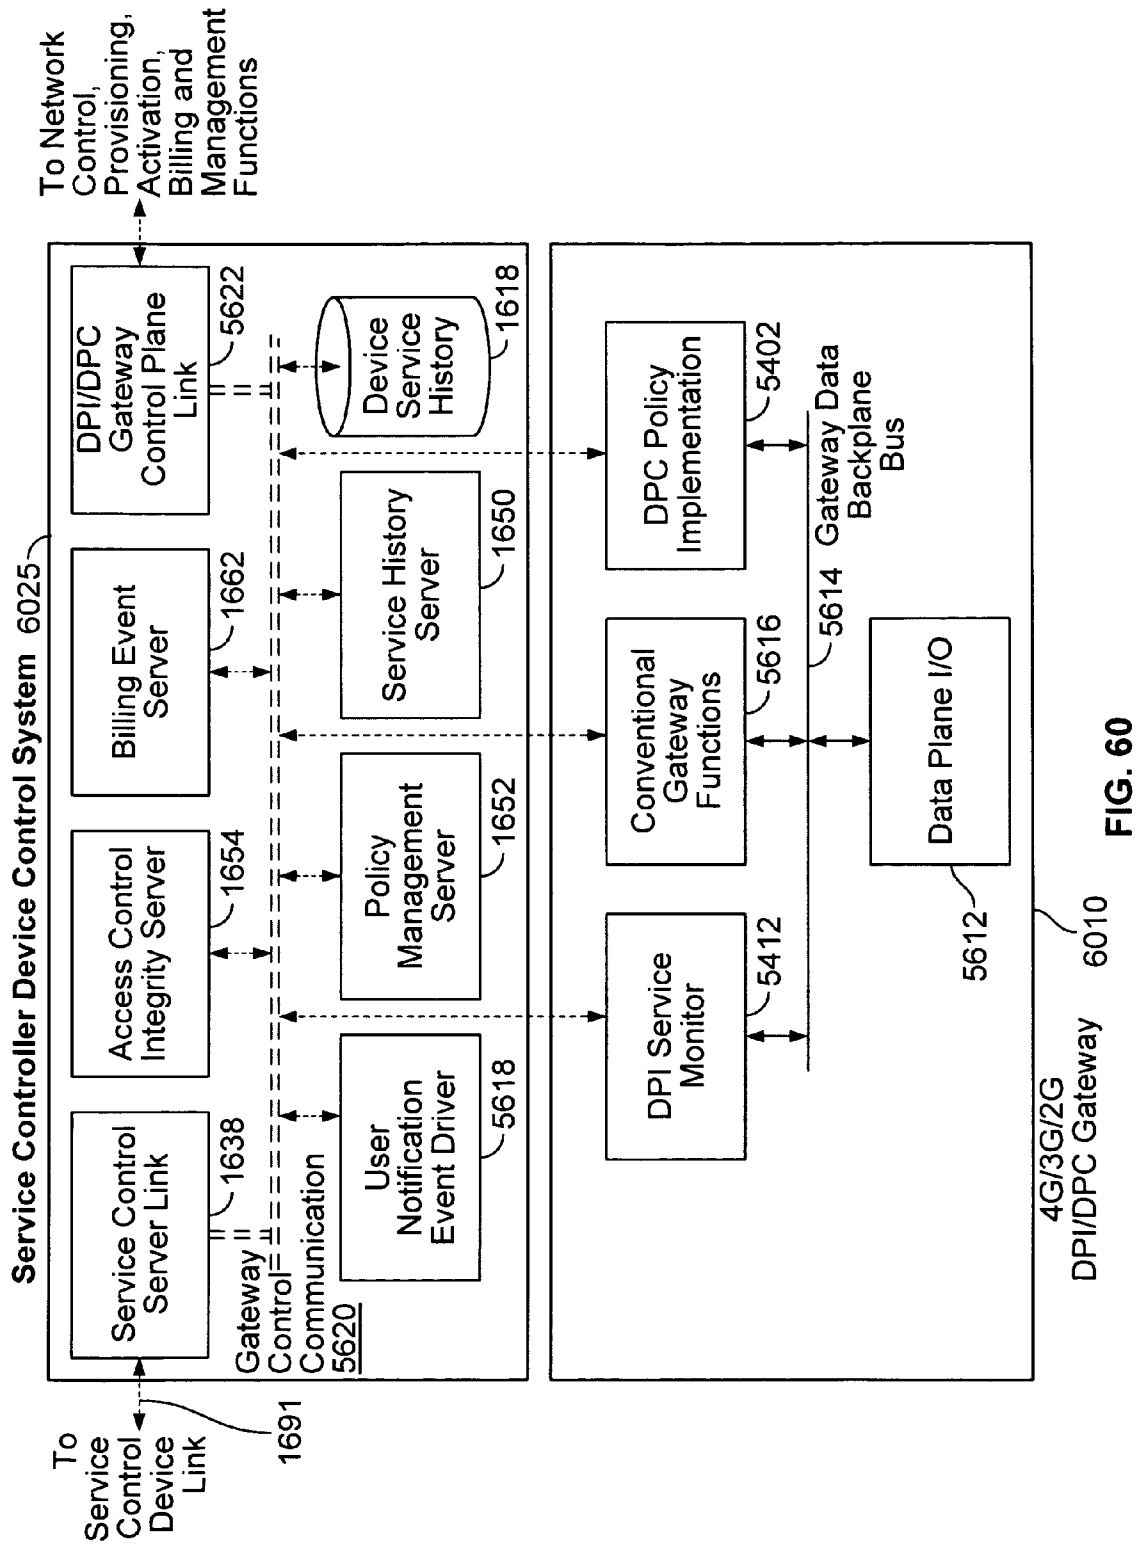 Service Controller Device Control System 6025
To
Service
Control
Device
Link
1691
Service Control
Server Link
1638
Access Control
Integrity Server
1654
Billing Event
Server
1662
DPI/DPC
Gateway
Control Plane
Link
5622
To Network
Control,
Provisioning,
Activation,
Billing and
Management
Functions
Gateway
Control
Communication
5620
User
Notification
Event Driver
5618
Policy
Management
Server
1652
Service History
Server
1650
Device
Service
History
1618
DPI Service
Monitor
5412
Conventional
Gateway
Functions
5616
DPC Policy
Implementation
5402
5614
Gateway Data
Backplane
Bus
Data Plane I/O
5612
4G/3G/2G
DPI/DPC Gateway
6010
FIG. 60